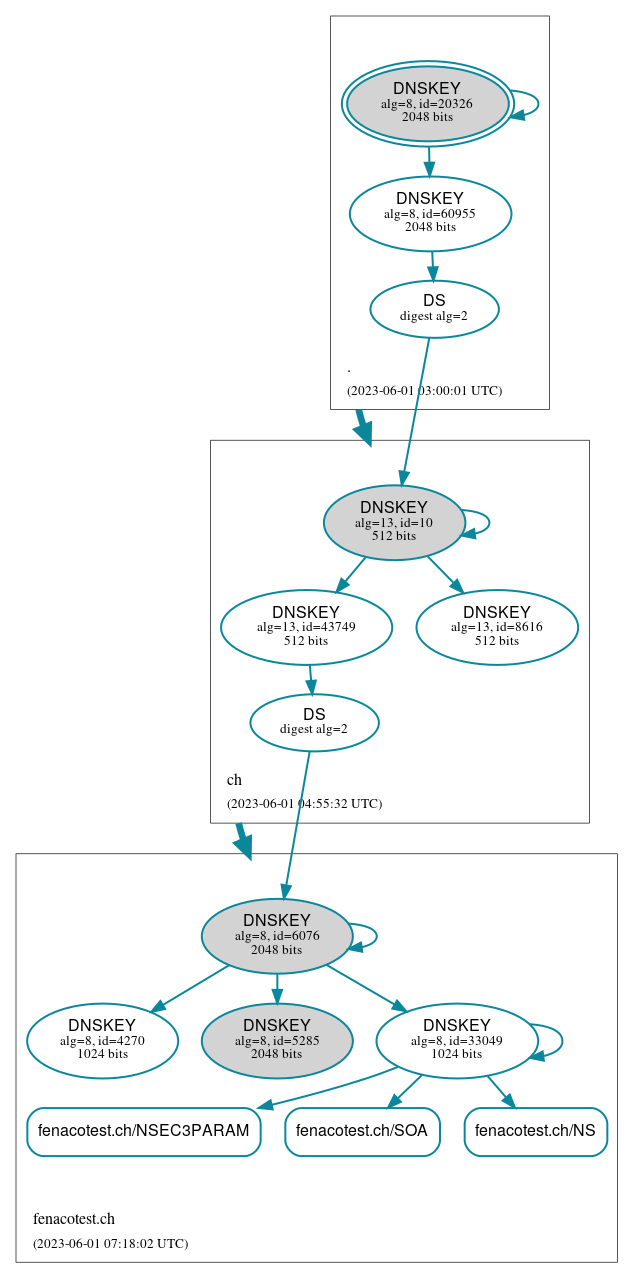 DNSKEY
alg=8, id=20326
2048 bits
DNSKEY
alg=8, id=60955
2048 bits
DS
digest alg=2
.
(2023-06-01 03:00:01 UTC)
DNSKEY
alg=13, id=10
512 bits
DNSKEY
alg=13, id=43749
512 bits
DNSKEY
alg=13, id=8616
512 bits
DS
digest alg=2
ch
(2023-06-01 04:55:32 UTC)
DNSKEY
alg=8, id=6076
2048 bits
DNSKEY
alg=8, id=4270
1024 bits
DNSKEY
alg=8, id=5285
2048 bits
DNSKEY
alg=8, id=33049
1024 bits
fenacotest.ch/NSEC3PARAM
fenacotest.ch/SOA
fenacotest.ch/NS
fenacotest.ch
(2023-06-01 07:18:02 UTC)